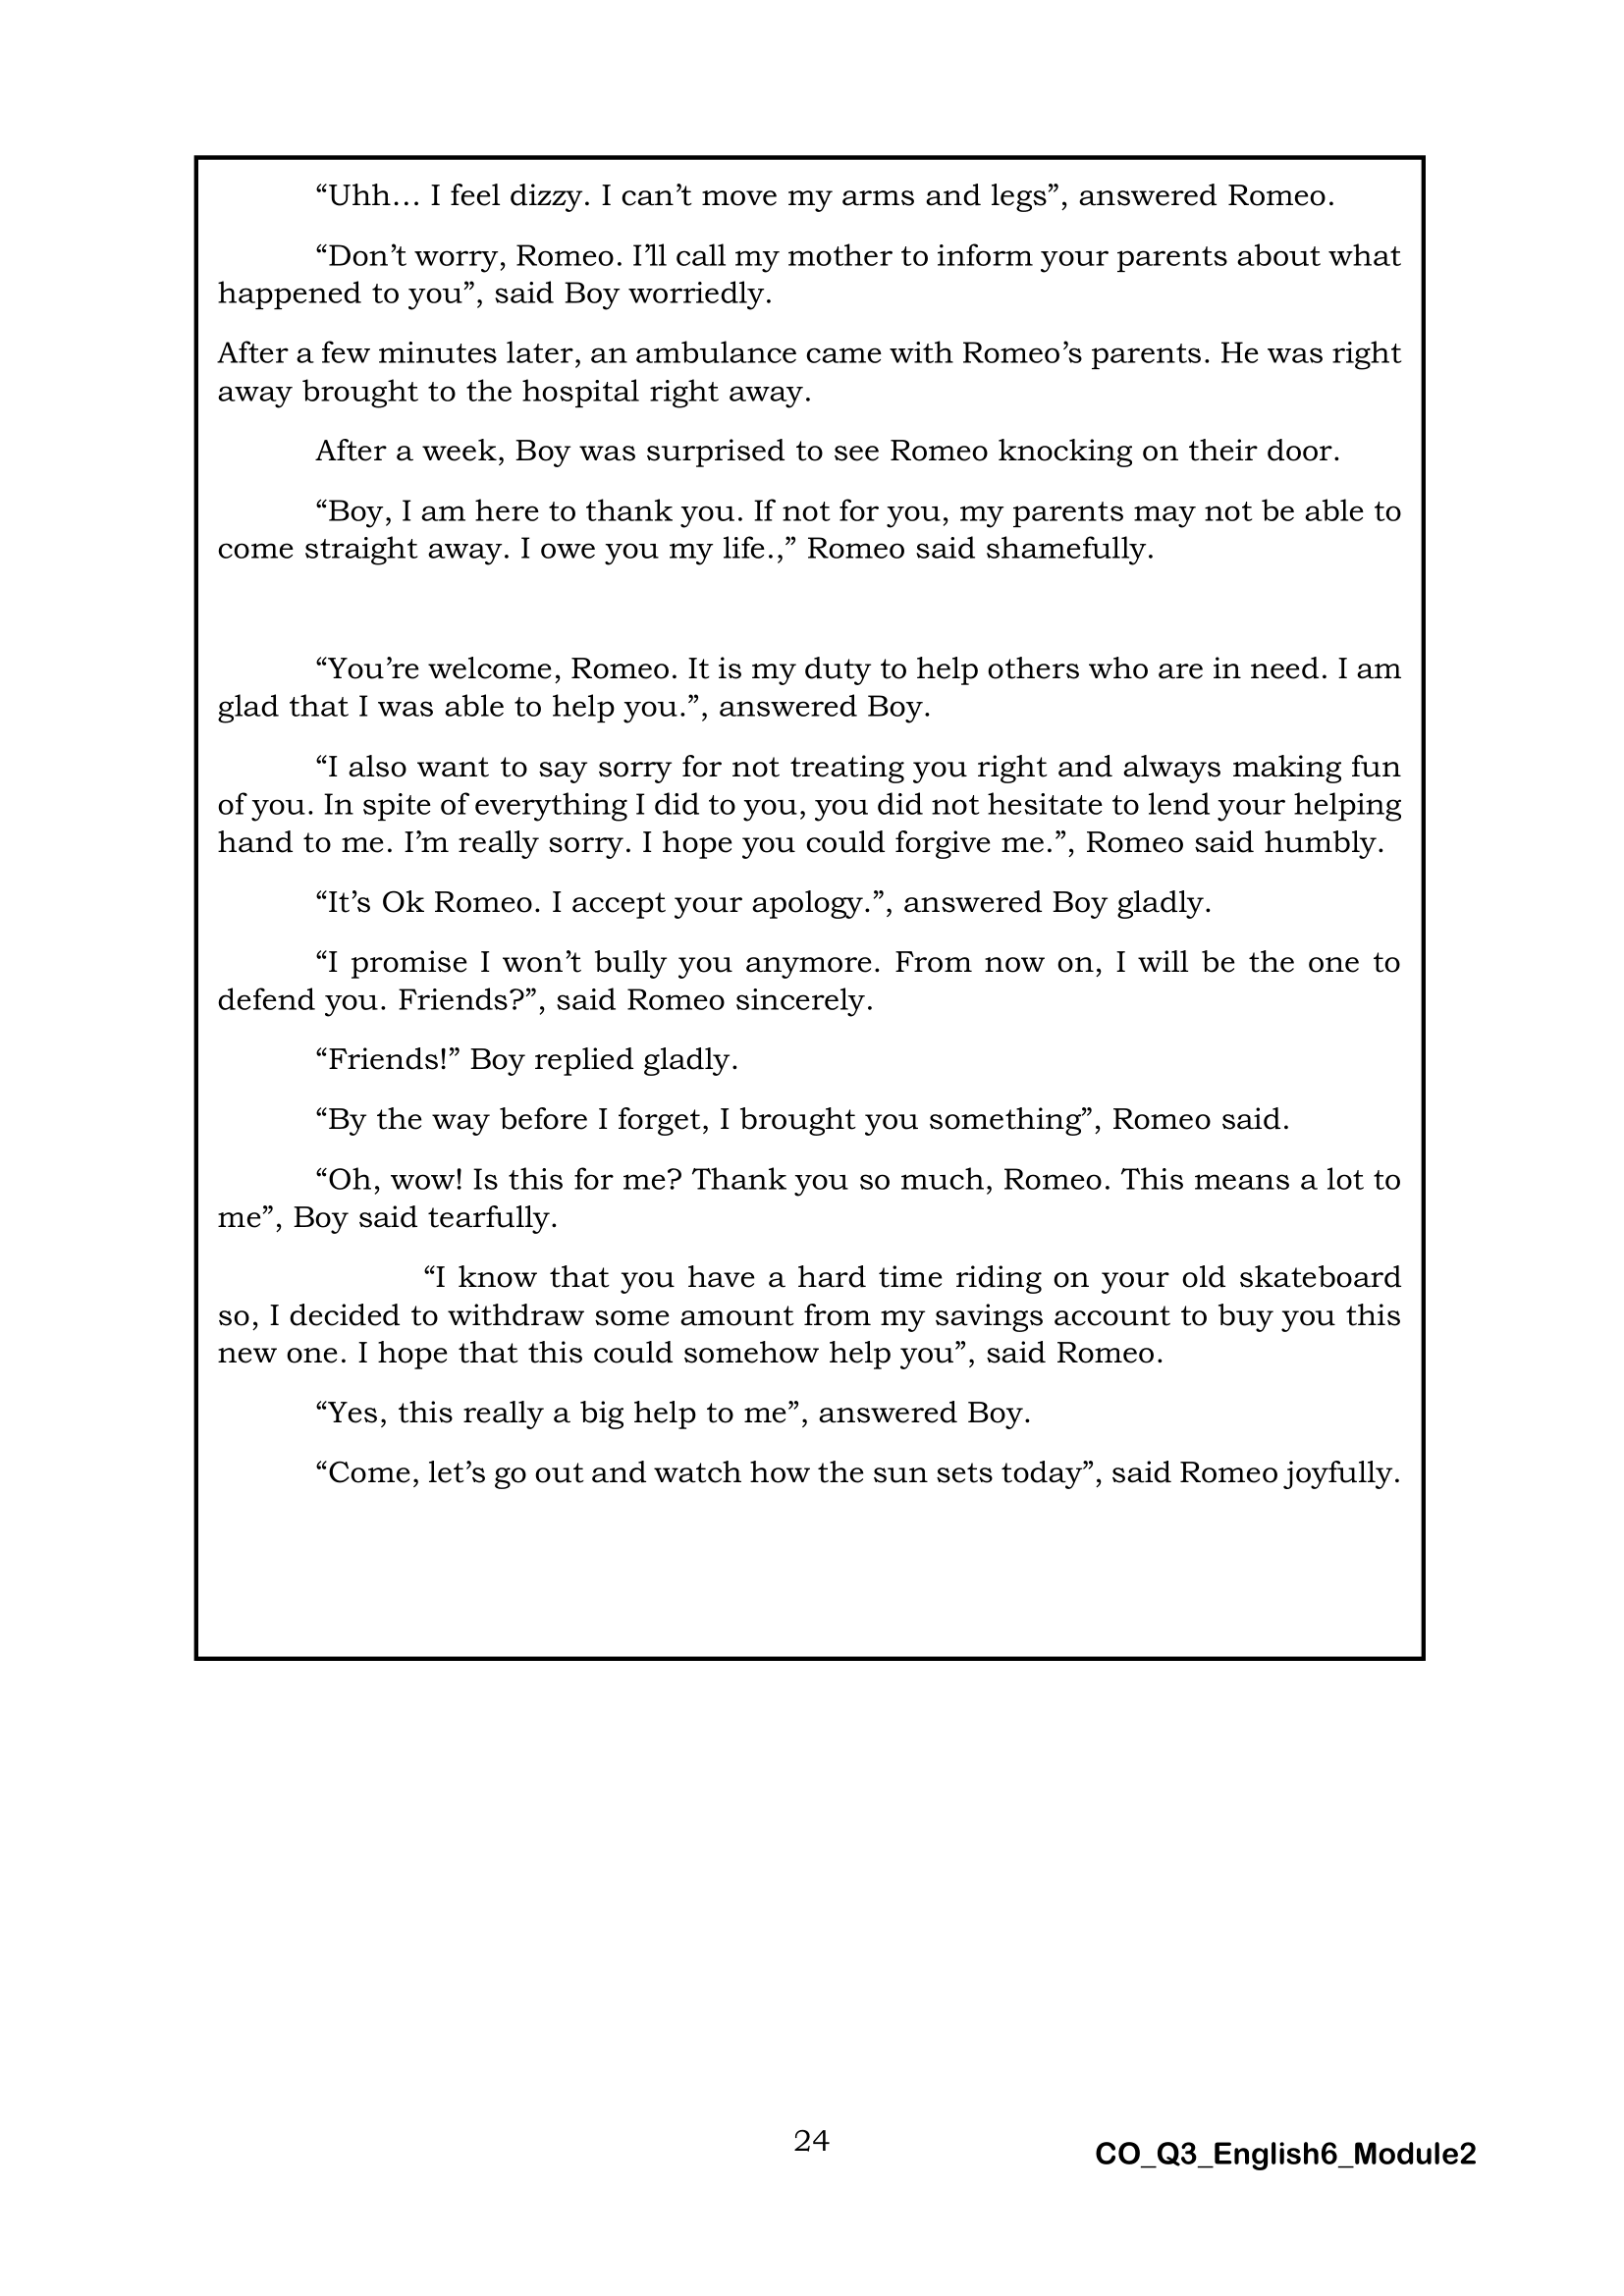 “Uhh… I feel dizzy. I can’t move my arms and legs”, answered Romeo.
“Don’t worry, Romeo. I’ll call my mother to inform your parents about what
happened to you”, said Boy worriedly.
After a few minutes later, an ambulance came with Romeo’s parents. He was right
away brought to the hospital right away.
After a week, Boy was surprised to see Romeo knocking on their door.
“Boy, I am here to thank you. If not for you, my parents may not be able to
come straight away. I owe you my life.,” Romeo said shamefully.
“You’re welcome, Romeo. It is my duty to help others who are in need. I am
glad that I was able to help you.”, answered Boy.
“I also want to say sorry for not treating you right and always making fun
of you. In spite of everything I did to you, you did not hesitate to lend your helping
hand to me. I’m really sorry. I hope you could forgive me.”, Romeo said humbly.
“It’s Ok Romeo. I accept your apology.”, answered Boy gladly.
“I promise I won’t bully you anymore. From now on, I will be the one to
defend you. Friends?”, said Romeo sincerely.
“Friends!” Boy replied gladly.
“By the way before I forget, I brought you something”, Romeo said.
“Oh, wow! Is this for me? Thank you so much, Romeo. This means a lot to
me”, Boy said tearfully.
“I know that you have a hard time riding on your old skateboard
so, I decided to withdraw some amount from my savings account to buy you this
new one. I hope that this could somehow help you”, said Romeo.
“Yes, this really a big help to me”, answered Boy.
“Come, let’s go out and watch how the sun sets today”, said Romeo joyfully.
24
CO_Q3_English6_Module2